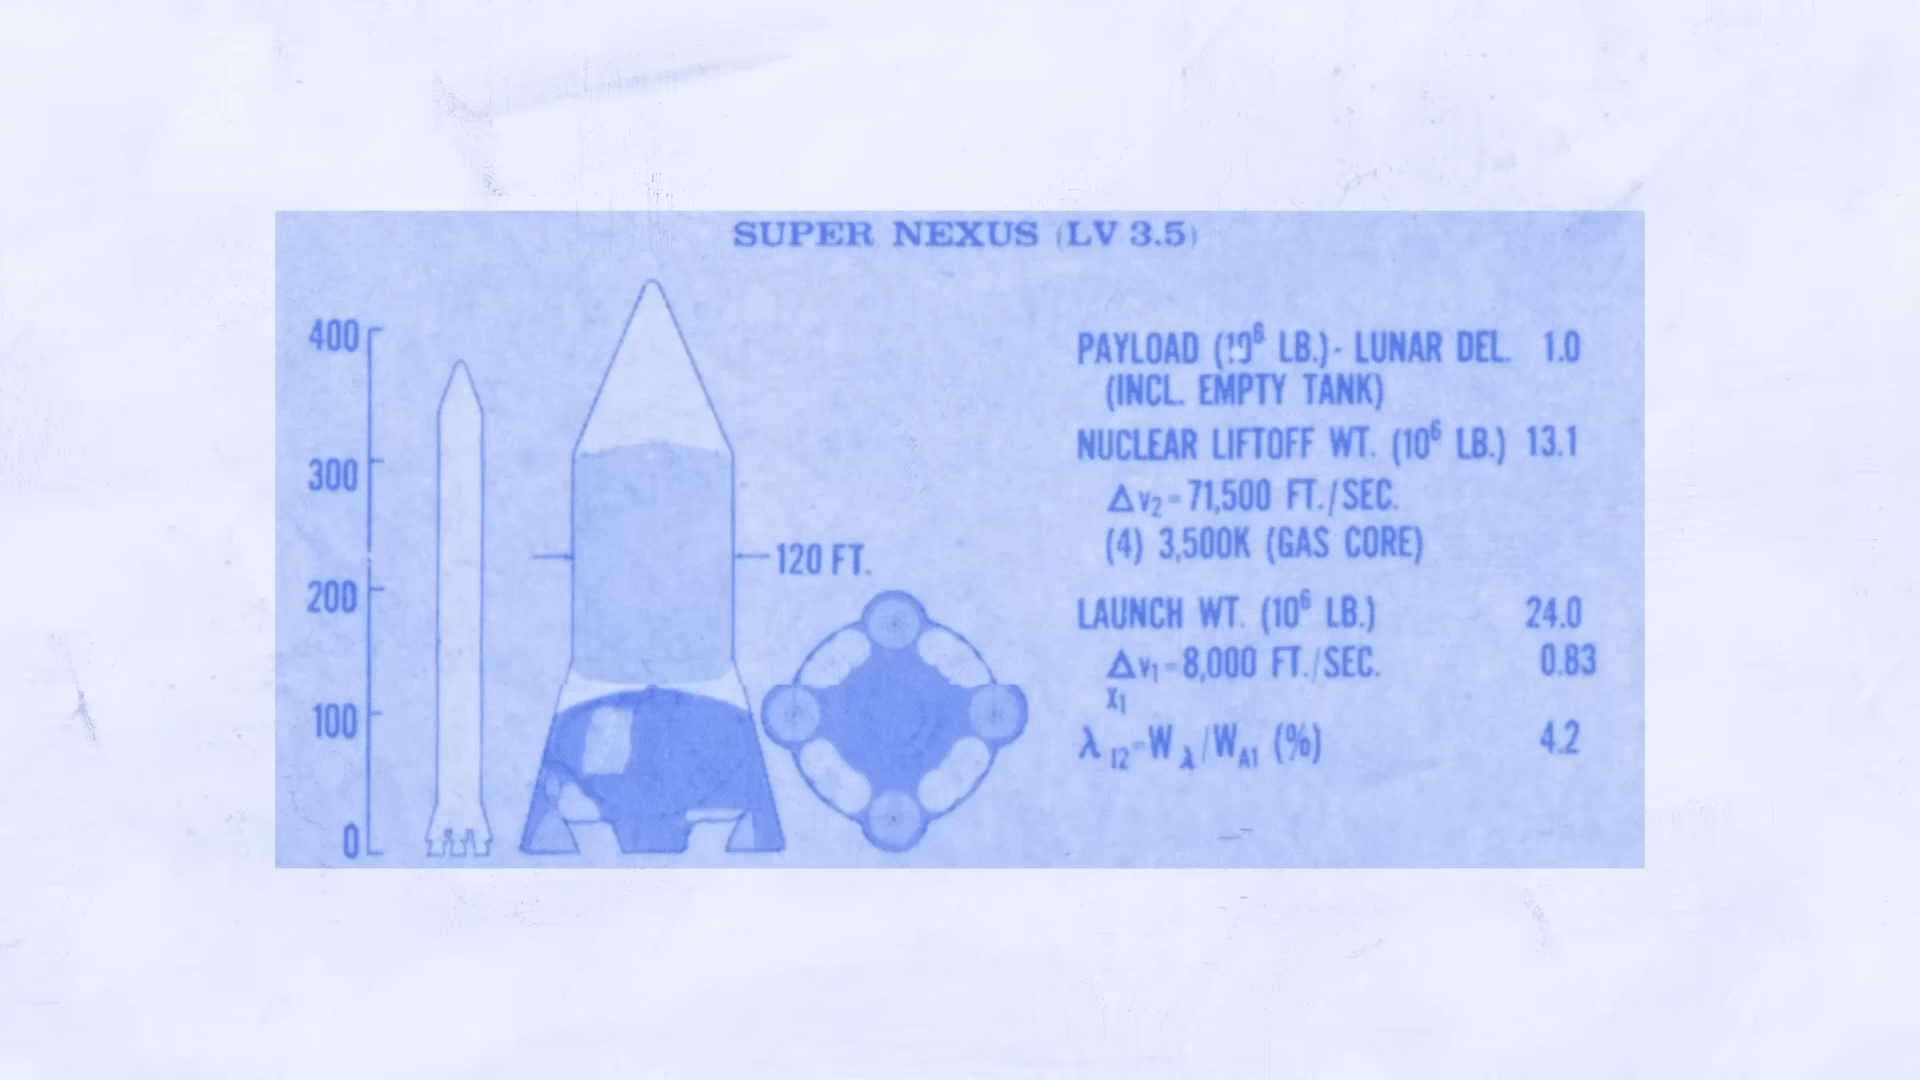 SUPER NEXUS (LV 3.5)
400
300
200
100
0
120 FT.
PAYLOAD (10⁶ LB.)- LUNAR DEL. 1.0
(INCL. EMPTY TANK)
NUCLEAR LIFTOFF WT. (10⁶ LB.) 13.1
Δv₂=71,500 FT./SEC.
(4) 3,500K (GAS CORE)
LAUNCH WT. (10⁶ LB.) 24.0
Δv₁=8,000 FT./SEC. 0.83
X₁
λ₁₂=W_λ/W_A1 (%) 4.2